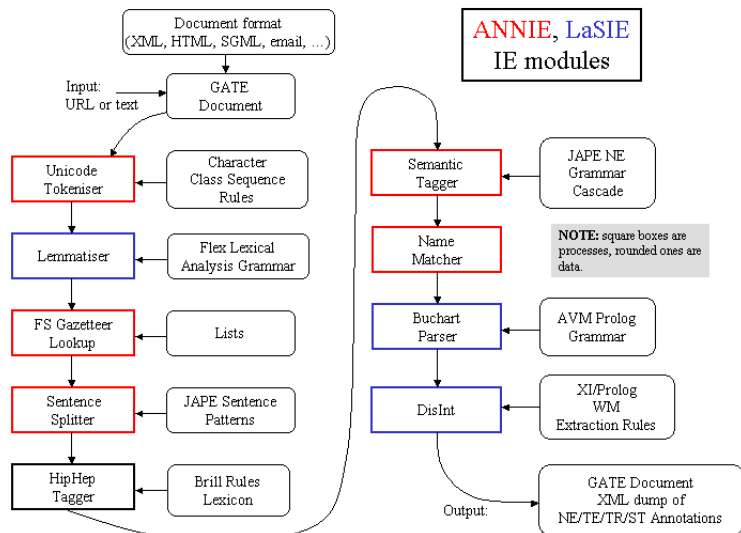 Document format
(XML, HTML, SGML, email, ...)
Input:
URL or text
GATE
Document
Unicode
Tokeniser
Character
Class Sequence
Rules
Lemmatiser
Flex Lexical
Analysis Grammar
FS Gazetteer
Lookup
Lists
Sentence
Splitter
JAPE Sentence
Patterns
HipHep
Tagger
Brill Rules
Lexicon
ANNIE, LaSIE
IE modules
Semantic
Tagger
JAPE NE
Grammar
Cascade
NOTE: square boxes are
processes, rounded ones are
data.
Name
Matcher
Buchart
Parser
AVM Prolog
Grammar
DisInt
XI/Prolog
WM
Extraction Rules
Output:
GATE Document
XML dump of
NE/TE/TR/ST Annotations